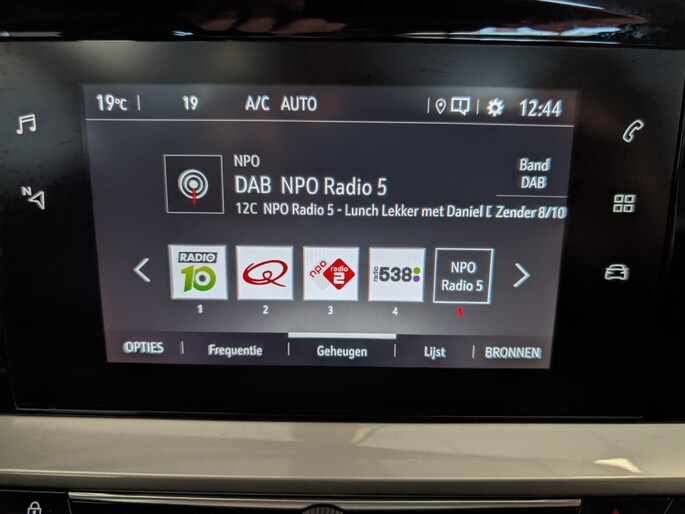 19°C 19 A/C AUTO 12:44
NPO
DAB NPO Radio 5
Band
DAB
12C NPO Radio 5 - Lunch Lekker met Daniel Zender 8/10
N
RADIO
10
Q
npo radio 2
radio 538
NPO
Radio 5
1 2 3 4 5
OPTIES Frequentie Geheugen Lijst BRONNEN